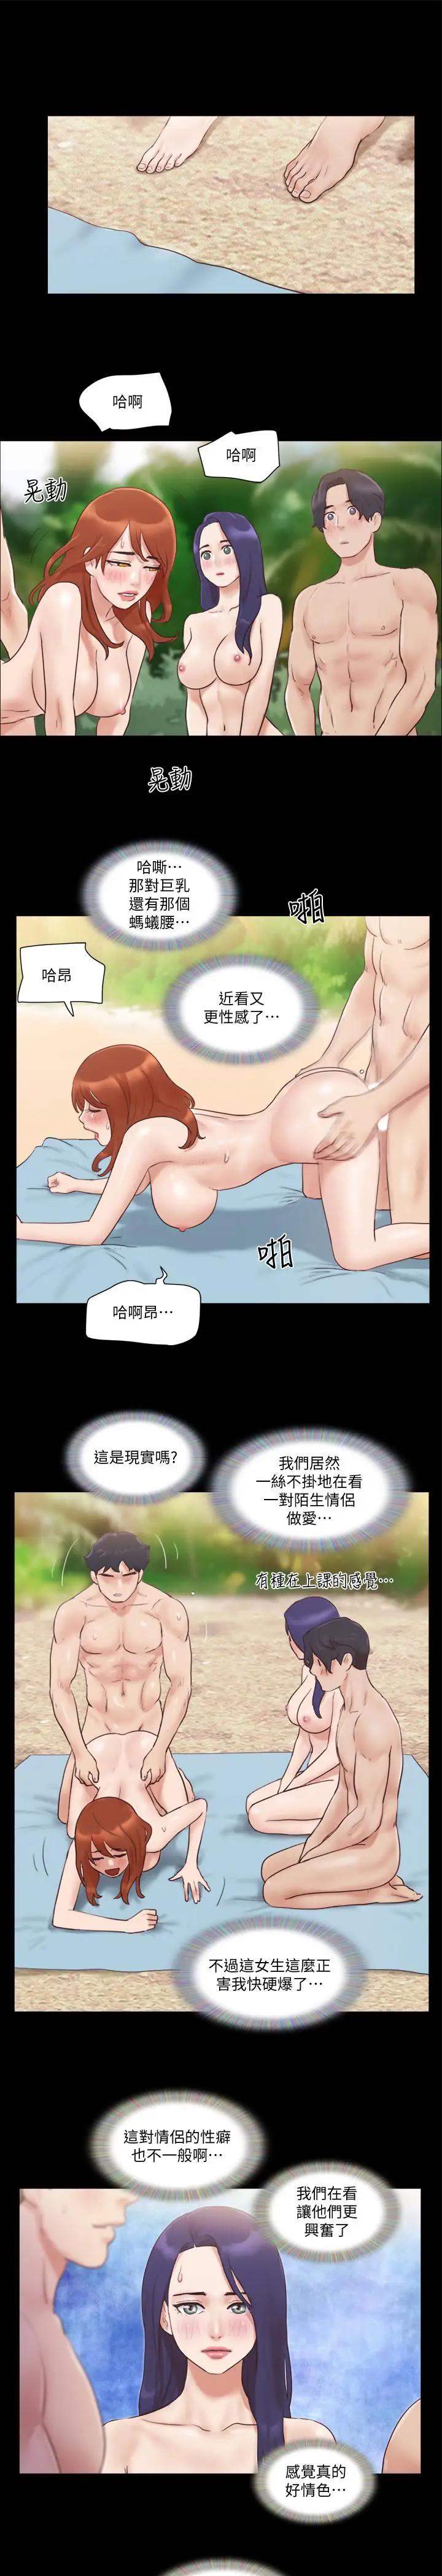 哈啊
哈啊
晃動
晃動
哈嘶…
那對巨乳
還有那個
螞蟻腰…
啪
哈昂
近看又
更性感了…
啪
哈啊昂…
這是現實嗎?
我們居然
一絲不掛地在看
一對陌生情侶
做愛…
有種在上課的感覺…
不過這女生這麼正
害我快硬爆了…
這對情侶的性癖
也不一般啊…
我們在看
讓他們更
興奮了
感覺真的
好情色…